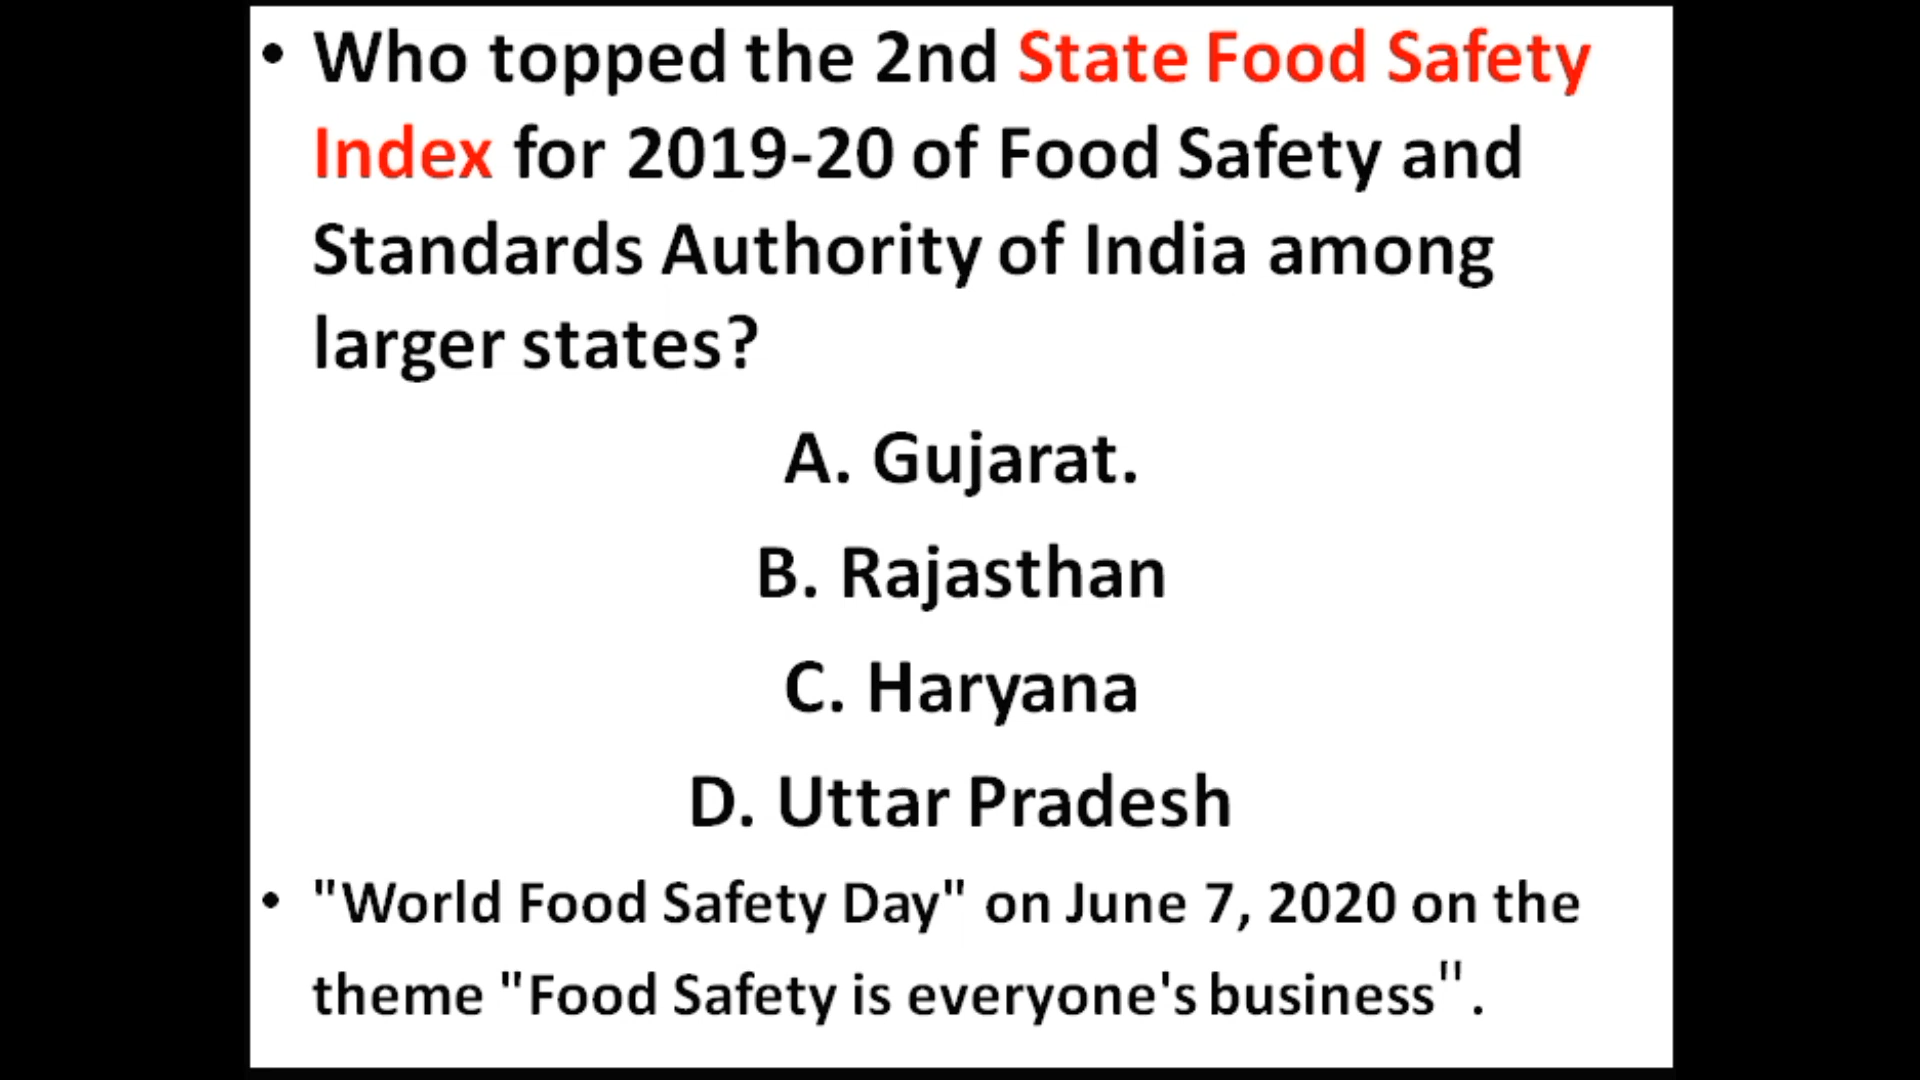 • Who topped the 2nd State Food Safety
Index for 2019-20 of Food Safety and
Standards Authority of India among
larger states?
A. Gujarat.
B. Rajasthan
C. Haryana
D. Uttar Pradesh
• "World Food Safety Day" on June 7, 2020 on the
theme "Food Safety is everyone's business".